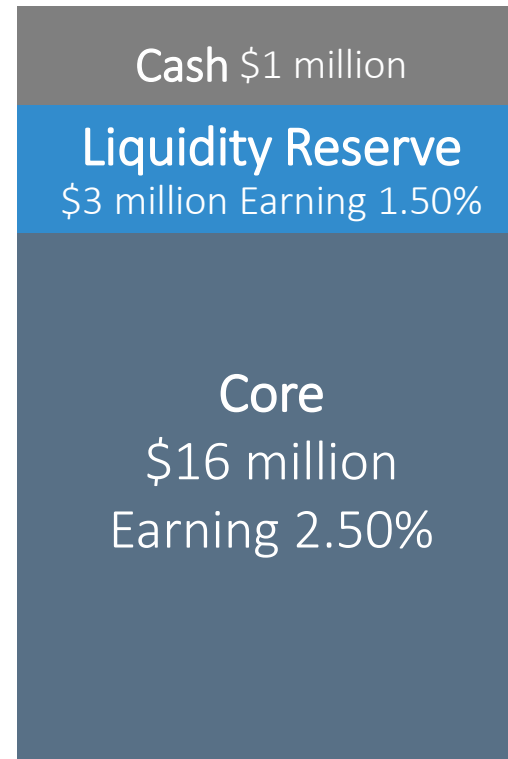 Cash $1 million
Liquidity Reserve
$3 million Earning 1.50%
Core
$16 million
Earning 2.50%